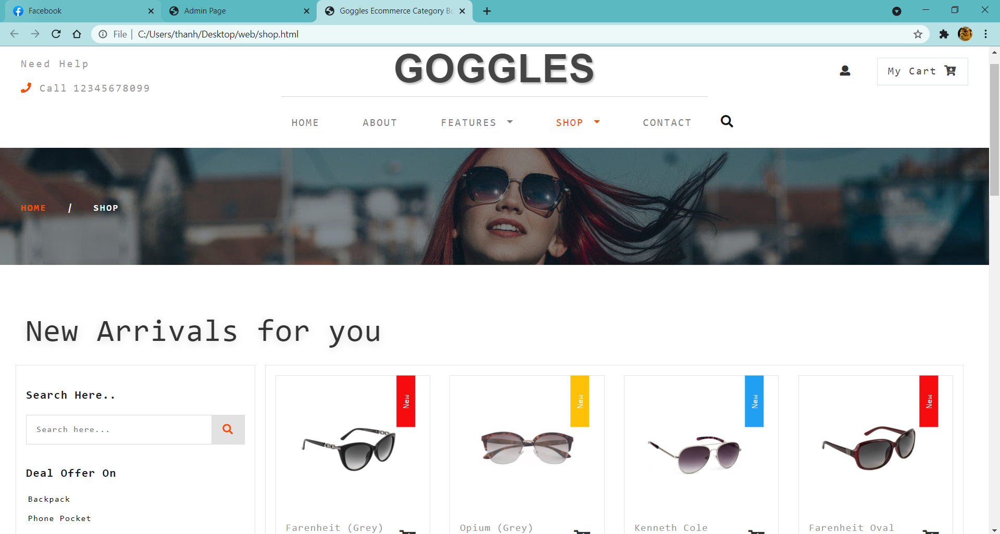 Facebook
Admin Page
Goggles Ecommerce Category Bo
File
C:/Users/thanh/Desktop/web/shop.html
Need Help
Call 12345678099
GOGGLES
My Cart
HOME ABOUT FEATURES SHOP CONTACT
HOME / SHOP
New Arrivals for you
Search Here..
Search here...
Deal Offer On
Backpack
Phone Pocket
New
New
New
New
Farenheit (Grey)
Opium (Grey)
Kenneth Cole
Farenheit Oval